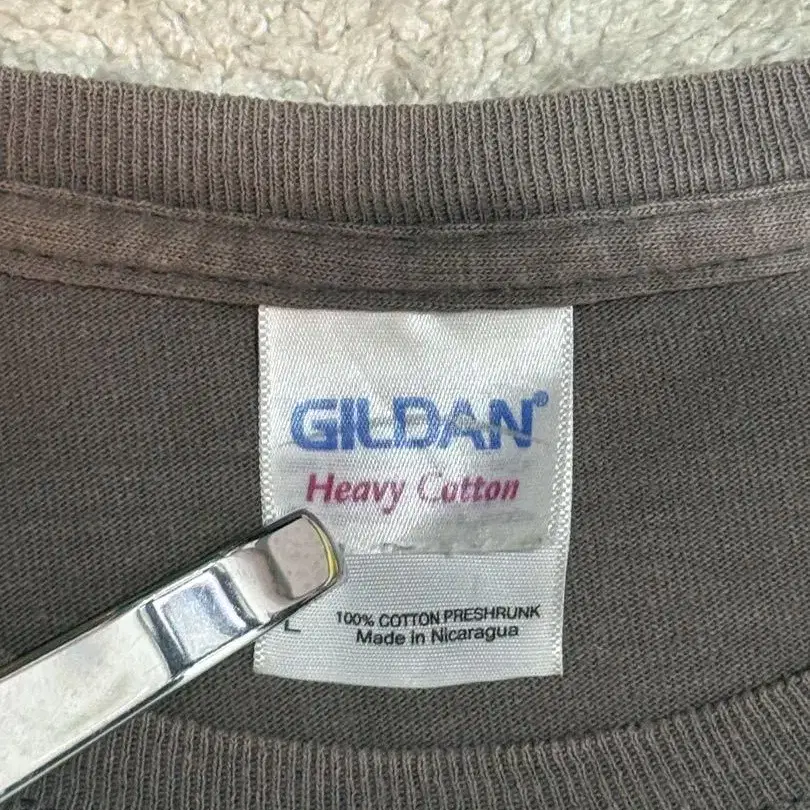 GILDAN®
Heavy Cotton
L
100% COTTON PRESHRUNK
Made in Nicaragua